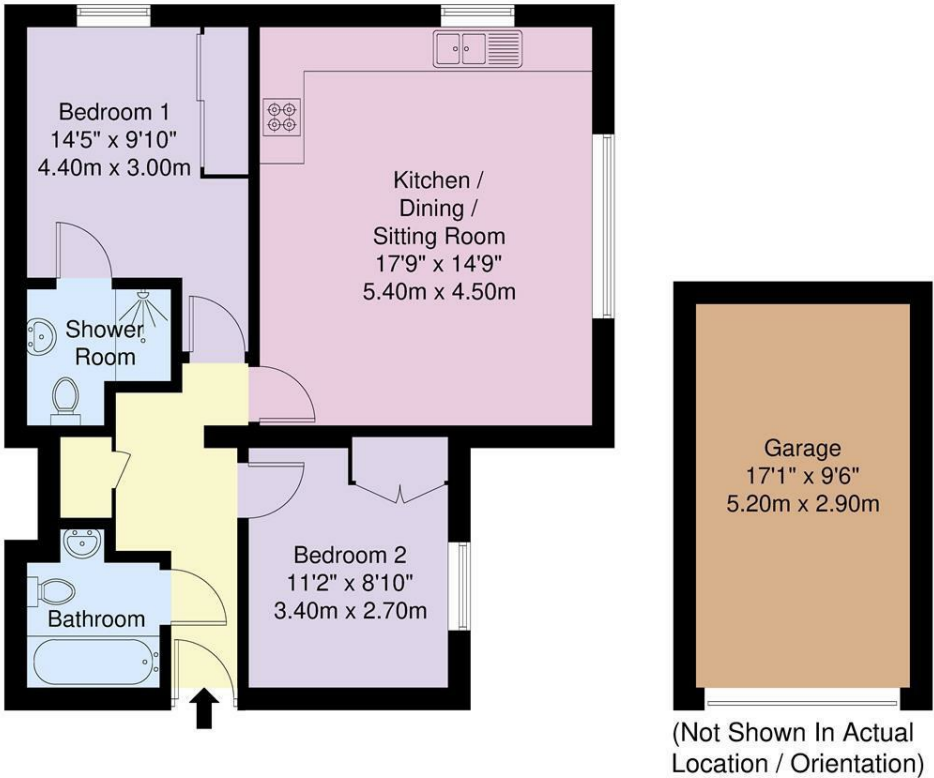 Bedroom 1
14'5" x 9'10"
4.40m x 3.00m
Kitchen /
Dining /
Sitting Room
17'9" x 14'9"
5.40m x 4.50m
Shower
Room
Bedroom 2
11'2" x 8'10"
3.40m x 2.70m
Bathroom
Garage
17'1" x 9'6"
5.20m x 2.90m
(Not Shown In Actual
Location / Orientation)